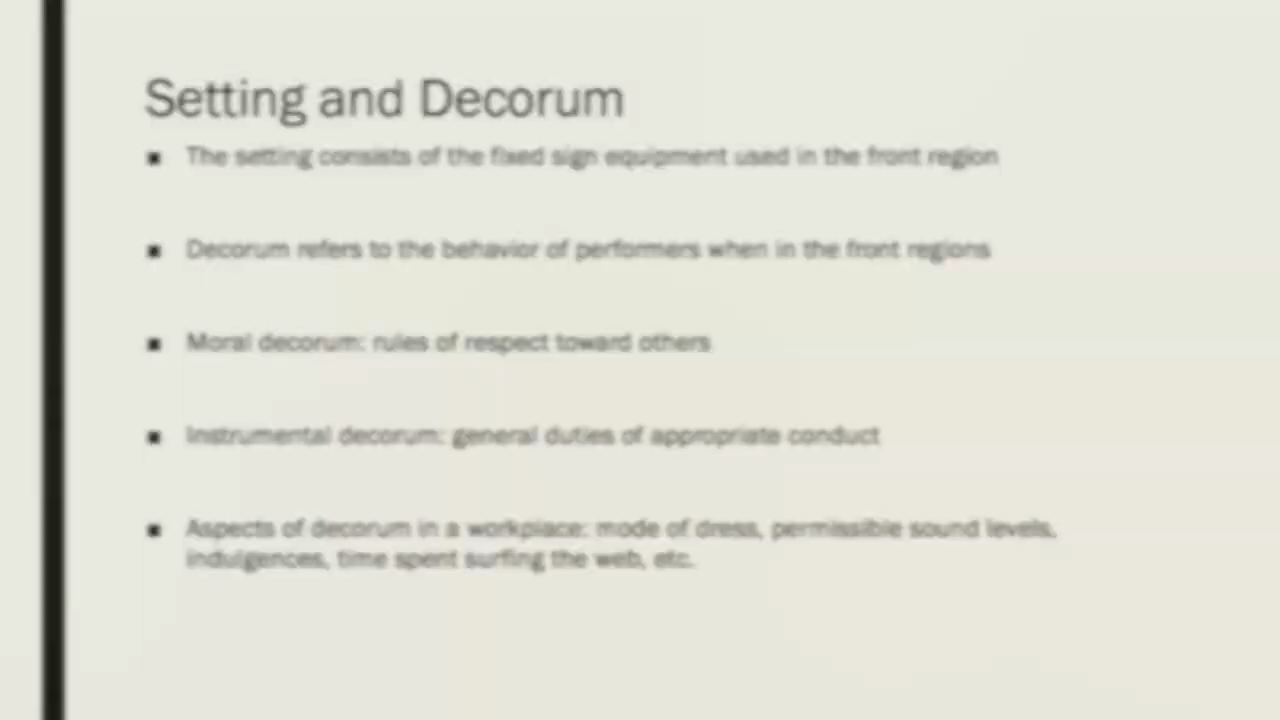 Setting and Decorum
▪ The setting consists of the fixed sign equipment used in the front region
▪ Decorum refers to the behavior of performers when in the front regions
▪ Moral decorum: rules of respect toward others
▪ Instrumental decorum: general duties of appropriate conduct
▪ Aspects of decorum in a workplace: mode of dress, permissible sound levels,
indulgences, time spent surfing the web, etc.